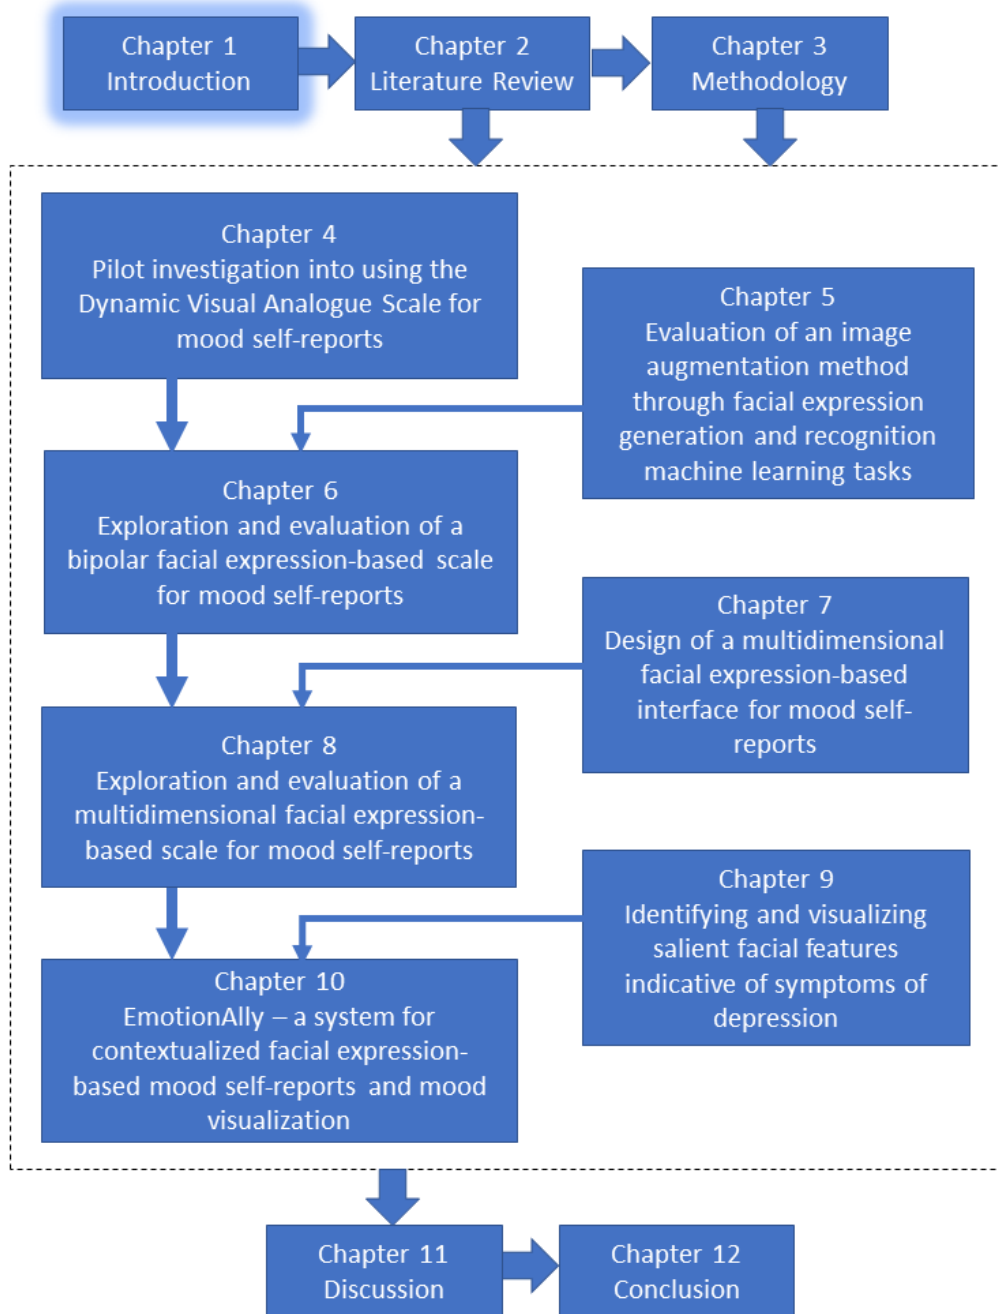 Chapter 1
Introduction
Chapter 2
Literature Review
Chapter 3
Methodology
Chapter 4
Pilot investigation into using the
Dynamic Visual Analogue Scale for
mood self-reports
Chapter 5
Evaluation of an image
augmentation method
through facial expression
generation and recognition
machine learning tasks
Chapter 6
Exploration and evaluation of a
bipolar facial expression-based scale
for mood self-reports
Chapter 7
Design of a multidimensional
facial expression-based
interface for mood self-
reports
Chapter 8
Exploration and evaluation of a
multidimensional facial expression-
based scale for mood self-reports
Chapter 9
Identifying and visualizing
salient facial features
indicative of symptoms of
depression
Chapter 10
EmotionAlly – a system for
contextualized facial expression-
based mood self-reports and mood
visualization
Chapter 11
Discussion
Chapter 12
Conclusion